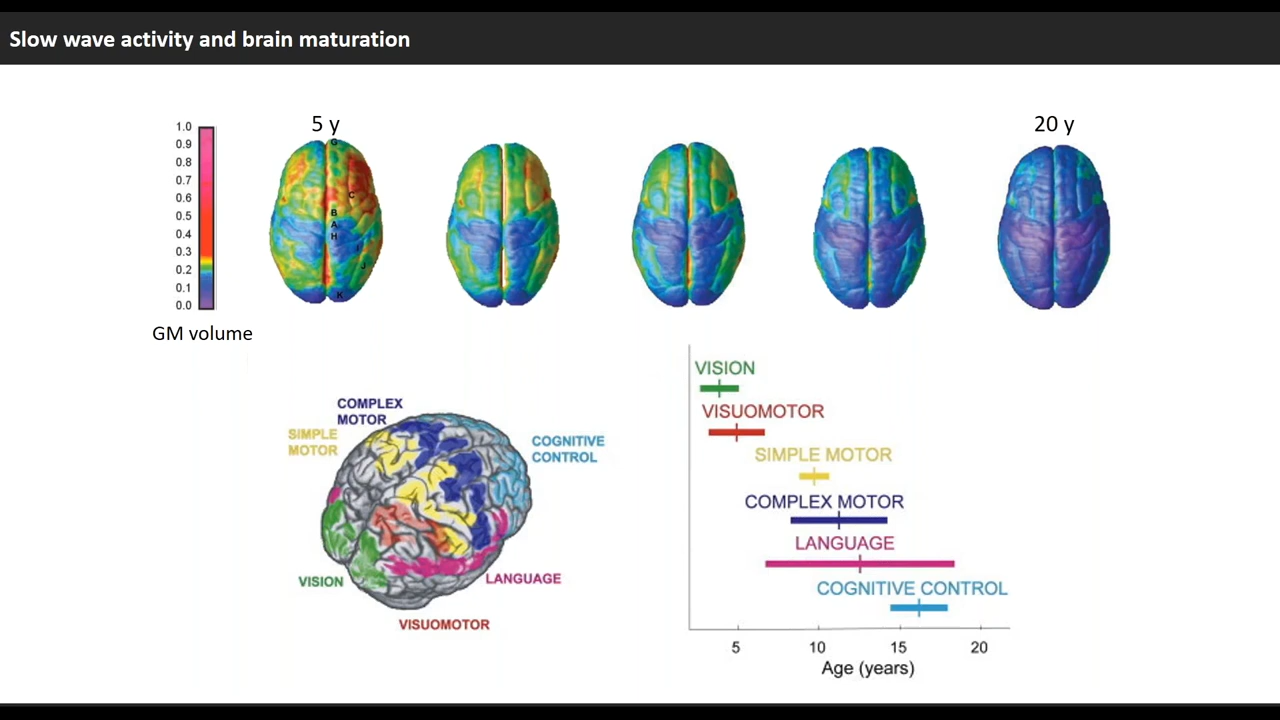 Slow wave activity and brain maturation
5 y
20 y
1.0
0.9
0.8
0.7
0.6
0.5
0.4
0.3
0.2
0.1
0.0
GM volume
G
C
B
A
H
I
J
K
COMPLEX
MOTOR
SIMPLE
MOTOR
COGNITIVE
CONTROL
VISION
LANGUAGE
VISUOMOTOR
VISION
VISUOMOTOR
SIMPLE MOTOR
COMPLEX MOTOR
LANGUAGE
COGNITIVE CONTROL
5 10 15 20
Age (years)